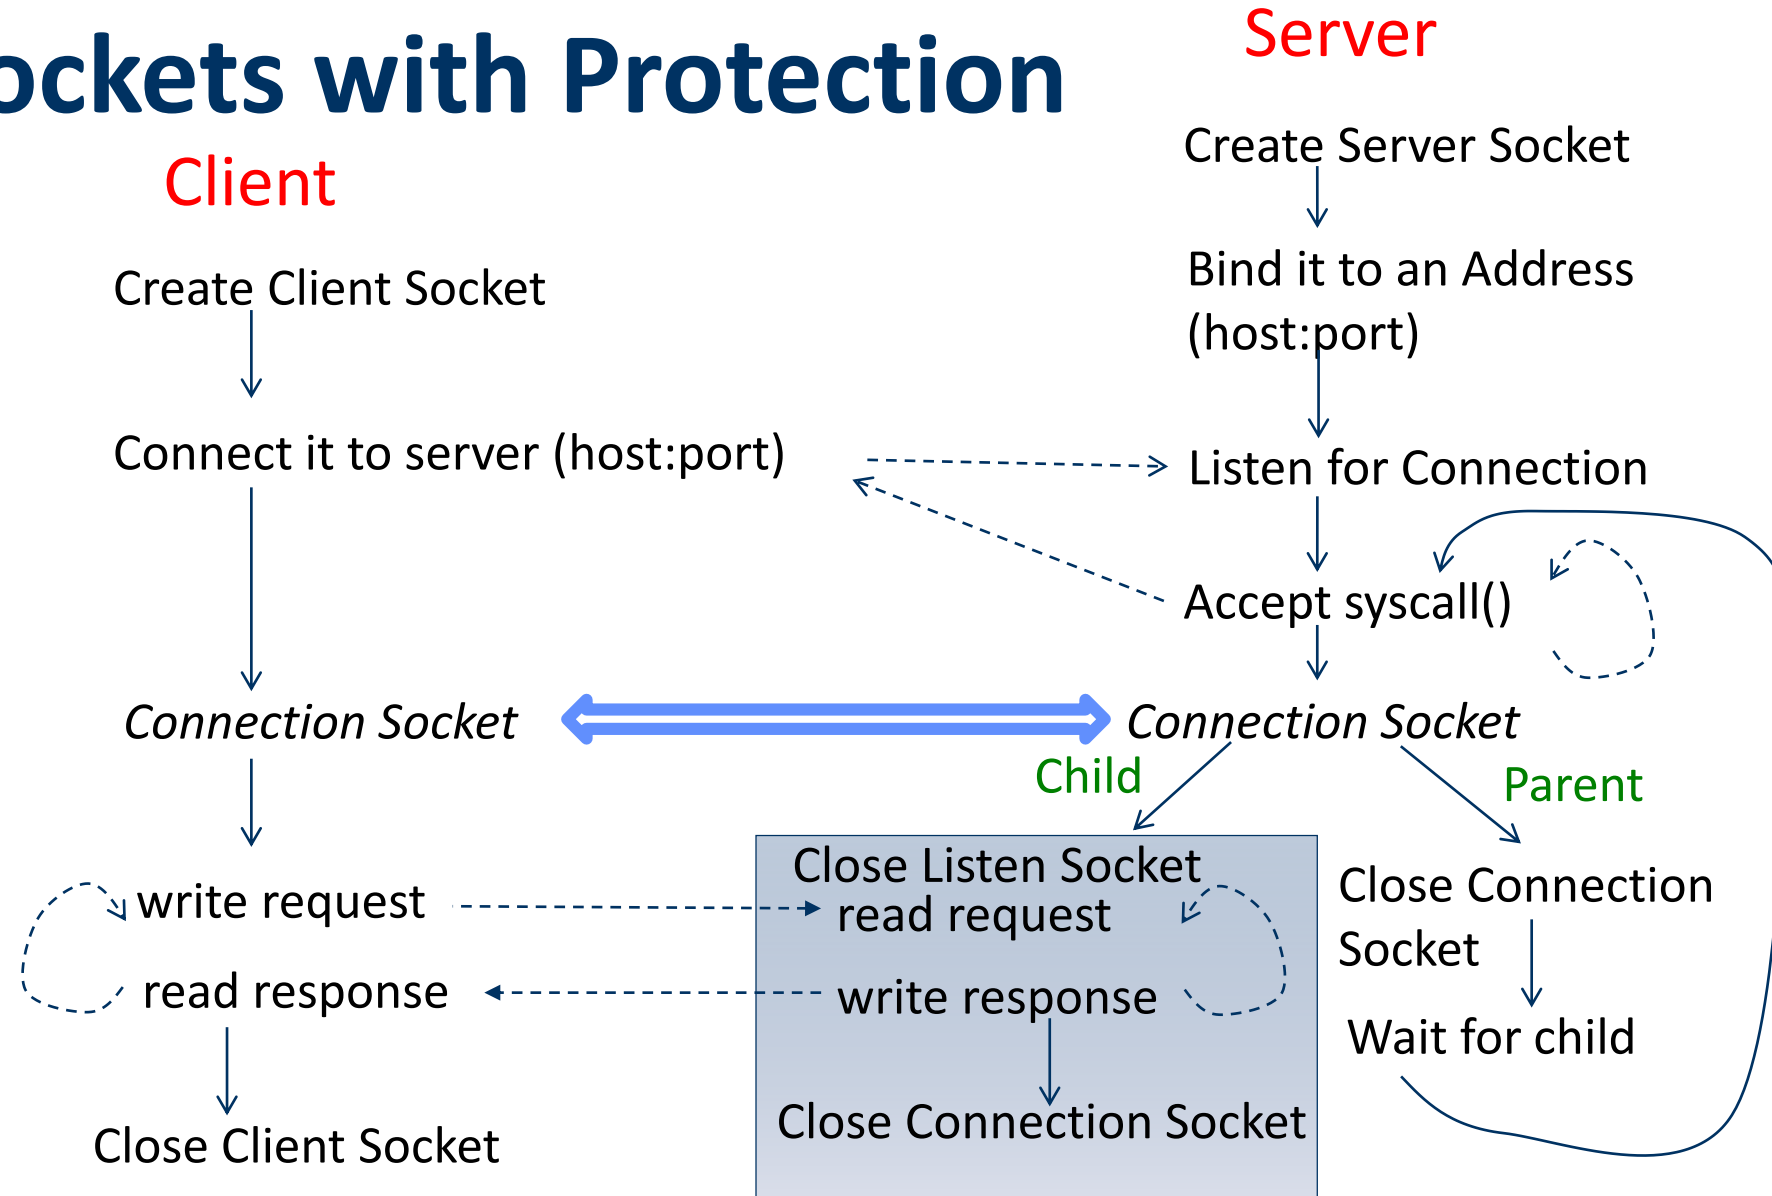 ockets with Protection
Server
Client
Create Server Socket
Create Client Socket
Bind it to an Address
(host:port)
Connect it to server (host:port)
Listen for Connection
Accept syscall()
Connection Socket
Connection Socket
Child
Parent
Close Listen Socket
Close Connection
Socket
write request
read request
read response
write response
Wait for child
Close Client Socket
Close Connection Socket